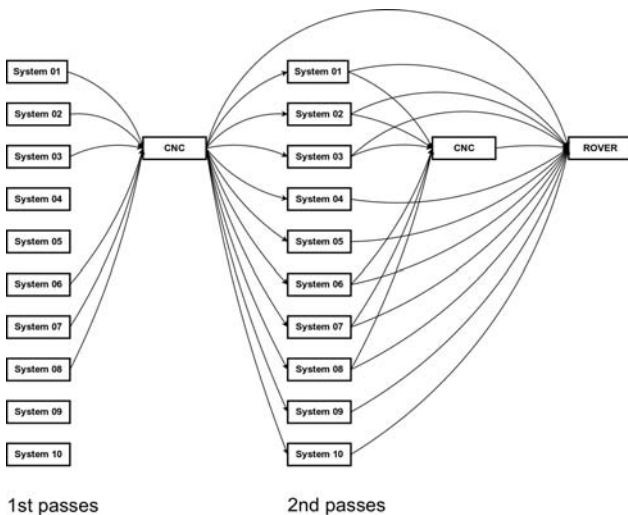 System 01
System 02
System 03
System 04
System 05
System 06
System 07
System 08
System 09
System 10
1st passes
CNC
System 01
System 02
System 03
System 04
System 05
System 06
System 07
System 08
System 09
System 10
2nd passes
CNC
ROVER